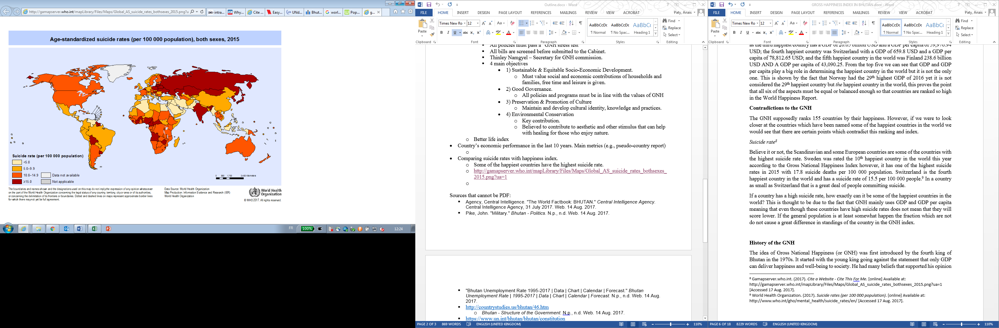 http://gamapserver.who.int/mapLibrary/Files/Maps/Global_AS_suicide_rates_bothsexes_2015.png?u
intra...
Why...
Cite ...
Easy...
UNd...
Bhut...
worl...
Pop...
g...
Age-standardized suicide rates (per 100 000 population), both sexes, 2015
Suicide rate (per 100 000 population)
<5.0
5.0–9.9
10.0–14.9
≥15.0
Data not available
Not applicable
0 850 1,700 3,400 Kilometers
The boundaries and names shown and the designations used on this map do not imply the expression of any opinion whatsoever
on the part of the World Health Organization concerning the legal status of any country, territory, city or area or of its authorities,
or concerning the delimitation of its frontiers or boundaries. Dotted and dashed lines on maps represent approximate border lines
for which there may not yet be full agreement.
Data Source: World Health Organization
Map Production: Information Evidence and Research (IER)
World Health Organization
World Health
Organization
© WHO 2017. All rights reserved.
FR
100%
12:24
Outline.docx - Word
FILE HOME INSERT DESIGN PAGE LAYOUT REFERENCES MAILINGS REVIEW VIEW ACROBAT
Paty, Anais
Times New Ro 12
Paste
AaBbCcDc AaBbCcDc AaBbCc
¶ Normal ¶ No Spac... Heading 1
Find
Replace
Select
Clipboard Font Paragraph Styles Editing
All policies must pass a "GNH stress test"
All bills are screened before submitted to the Cabinet.
Thinley Namgyel – Secretary for GNH commission.
4 main objectives
1) Sustainable & Equitable Socio-Economic Development.
Must value social and economic contributions of households and
families, free time and leisure is given.
2) Good Governance.
All policies and programs must be in line with the values of GNH
3) Preservation & Promotion of Culture
Maintain and develop cultural identity, knowledge and practices.
4) Environmental Conservation
Key contribution.
Believed to contribute to aesthetic and other stimulus that can help
with healing for those who enjoy nature.
Better life index
Country's economic performance in the last 10 years. Main metrics (e.g., pseudo-country report)
Comparing suicide rates with happiness index.
Some of the happiest countries have the highest suicide rate.
http://gamapserver.who.int/mapLibrary/Files/Maps/Global_AS_suicide_rates_bothsexes_
2015.png?ua=1
Sources that cannot be PDF:
Agency, Central Intelligence. "The World Factbook: BHUTAN." Central Intelligence Agency.
Central Intelligence Agency, 31 July 2017. Web. 14 Aug. 2017.
Pike, John. "Military." Bhutan - Politics. N.p., n.d. Web. 14 Aug. 2017.
"Bhutan Unemployment Rate 1995-2017 | Data | Chart | Calendar | Forecast." Bhutan
Unemployment Rate | 1995-2017 | Data | Chart | Calendar | Forecast. N.p., n.d. Web. 14 Aug.
2017.
http://countrystudies.us/bhutan/46.htm
Bhutan - Structure of the Government. N.p., n.d. Web. 14 Aug. 2017.
https://www.un.int/bhutan/bhutan/constitution
PAGE 2 OF 3 869 WORDS ENGLISH (UNITED KINGDOM) 110%
GROSS HAPPINESS INDEX IN BHUTAN.docx - Word
FILE HOME INSERT DESIGN PAGE LAYOUT REFERENCES MAILINGS REVIEW VIEW ACROBAT
Paty, Anais
Times New Ro 12
Paste
AaBbCcDc AaBbCcDc AaBbCc
¶ Normal ¶ No Spac... Heading 1
Find
Replace
Select
Clipboard Font Paragraph Styles Editing
as the third happiest country has a GDP of 20.05 billion USD and a GDP per capita of 59,976.94
USD; the fourth happiest country was Switzerland with a GDP of 659.8 USD and a GDP per
capita of 78,812.65 USD; and the fifth happiest country in the world was Finland 238.6 billion
USD AND A GDP per capita of 43,090.25. From the top five we can see that GDP and GDP
per capita play a big role in determining the happiest country in the world but it is not the only
one. This is shown by the fact that Norway had the 29th highest GDP of 2016 yet it is not
considered the 29th happiest country but the happiest country in the world, this proves the point
that all six of the aspects must be equal or balanced enough so that countries are ranked so high
in the World Happiness Report.
Contradictions to the GNH
The GNH supposedly ranks 155 countries by their happiness. However, if we were to look
closer at the countries which have been named some of the happiest countries in the world we
would see that there are certain points which contradict this ranking and index.
Suicide rate8
Believe it or not, the Scandinavian and some European countries are some of the countries with
the highest suicide rate. Sweden was rated the 10th happiest country in the world this year
according to the Gross National Happiness Index however, it has one of the highest suicide
rates in 2015 with 17.8 suicide deaths per 100 000 population. Switzerland is the fourth
happiest country in the world and has a suicide rate of 15.5 per 100 000 people.9 In a country
as small as Switzerland that is a great deal of people committing suicide.
If a country has a high suicide rate, how exactly can it be some of the happiest countries in the
world? This is thought to be due to the fact that GNH mainly uses GDP and GDP per capita
meaning that even though these countries have high suicide rates does not mean that they will
score lower. If the general population is at least somewhat happen the fraction which are not
do not cause a great difference in standings of the country in the GNH index.
History of the GNH
The idea of Gross National Happiness (or GNH) was first introduced by the fourth king of
Bhutan in the 1970s. It started with the young king going against the statement that only GDP
can deliver happiness and well-being to society. He had many beliefs that supported his opinion
8 Gamapserver.who.int. (2017). Cite a Website - Cite This For Me. [online] Available at:
http://gamapserver.who.int/mapLibrary/Files/Maps/Global_AS_suicide_rates_bothsexes_2015.png?ua=1
[Accessed 17 Aug. 2017].
9 World Health Organization. (2017). Suicide rates (per 100 000 population). [online] Available at:
http://www.who.int/gho/mental_health/suicide_rates/en/ [Accessed 17 Aug. 2017].
PAGE 6 OF 18 8229 WORDS ENGLISH (UNITED KINGDOM) 110%